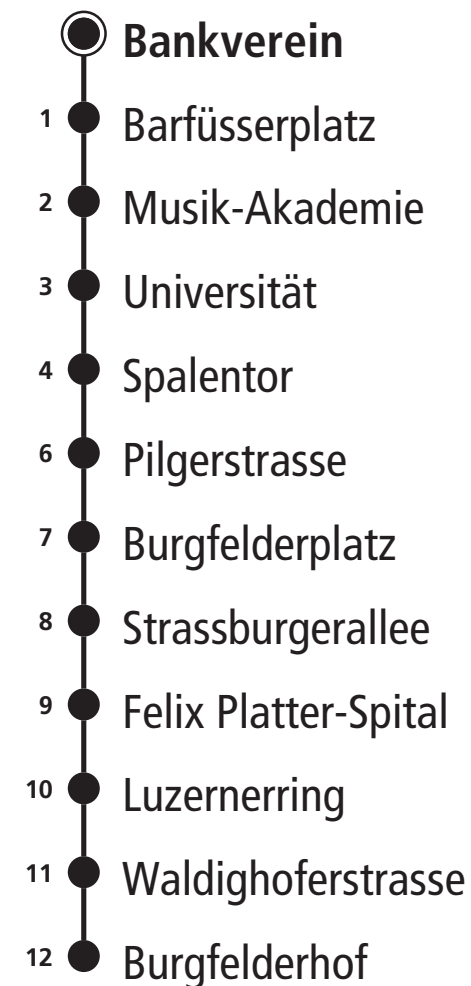 Bankverein
1 Barfüsserplatz
2 Musik-Akademie
3 Universität
4 Spalentor
6 Pilgerstrasse
7 Burgfelderplatz
8 Strassburgerallee
9 Felix Platter-Spital
10 Luzernerring
11 Waldighoferstrasse
12 Burgfelderhof